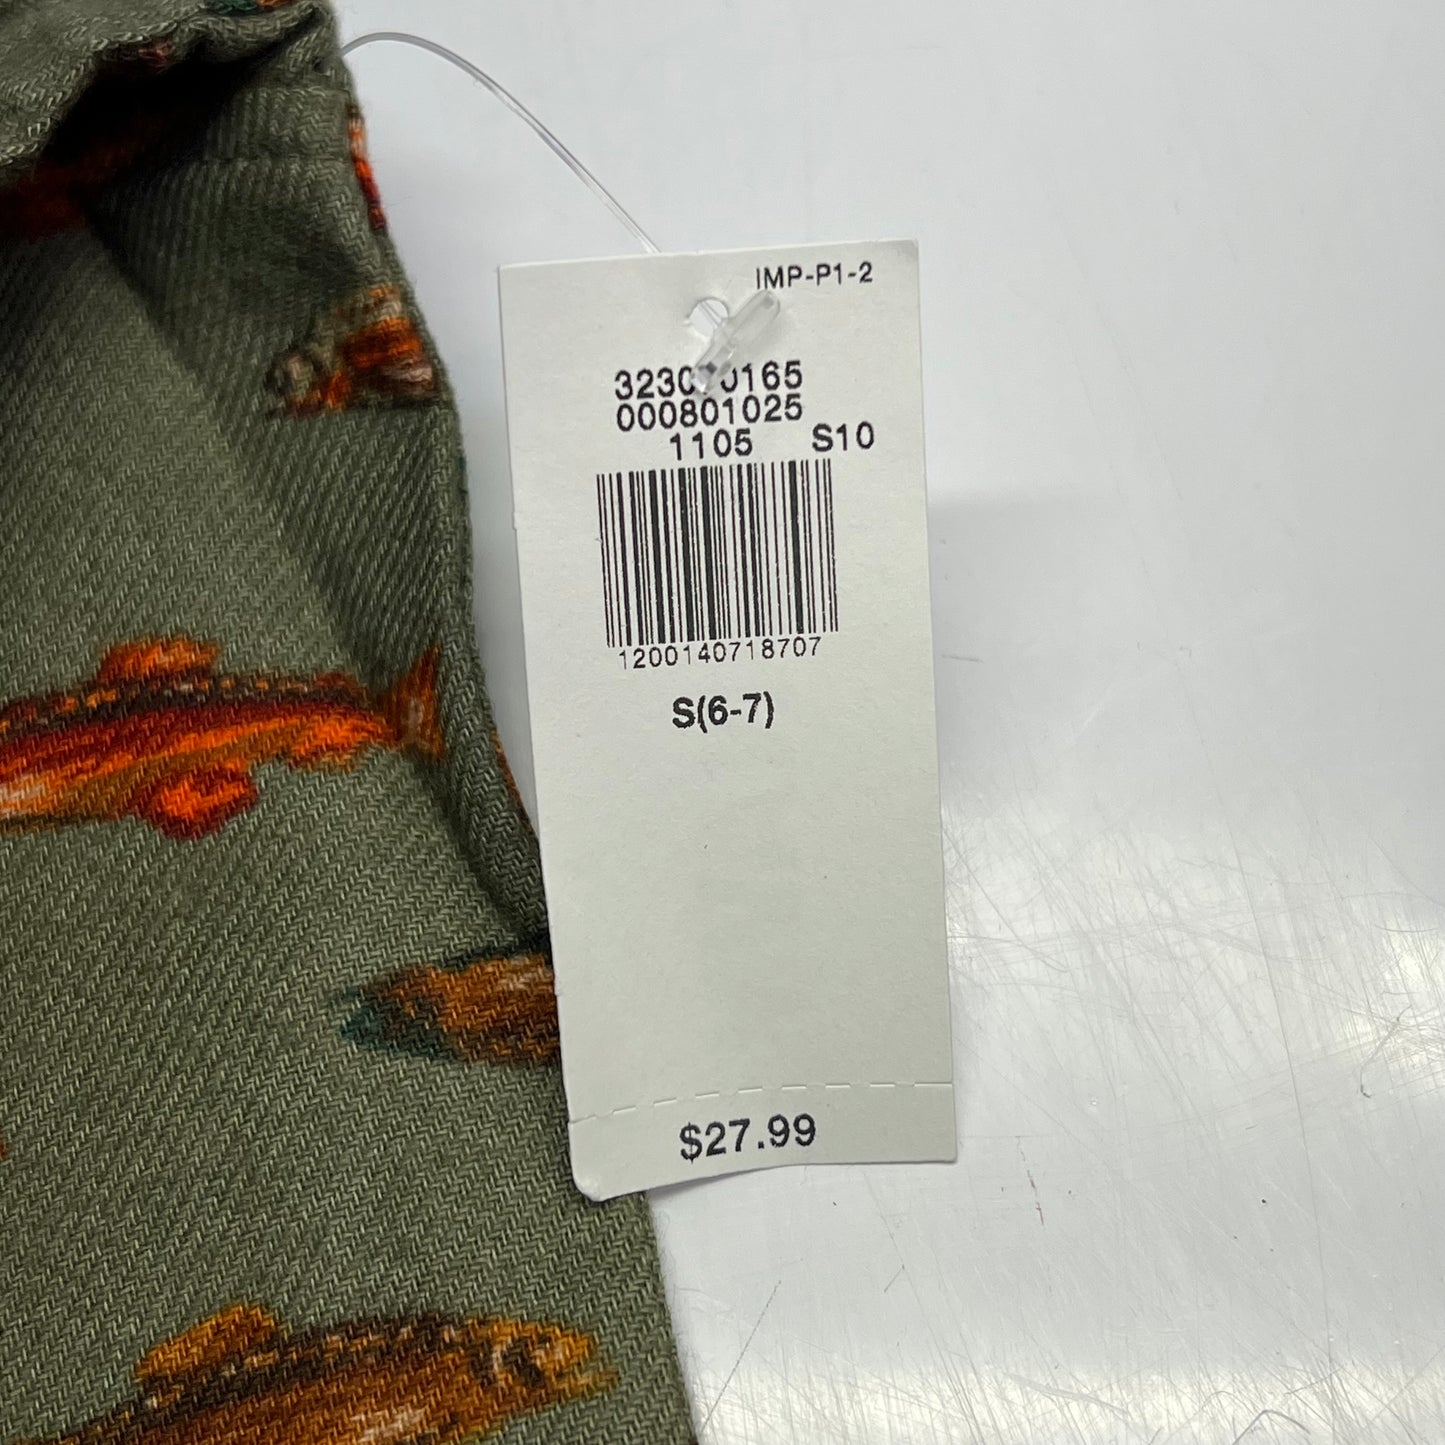 IMP-P1-2
000801025
1105 S10
1200140718707
S(6-7)
$27.99